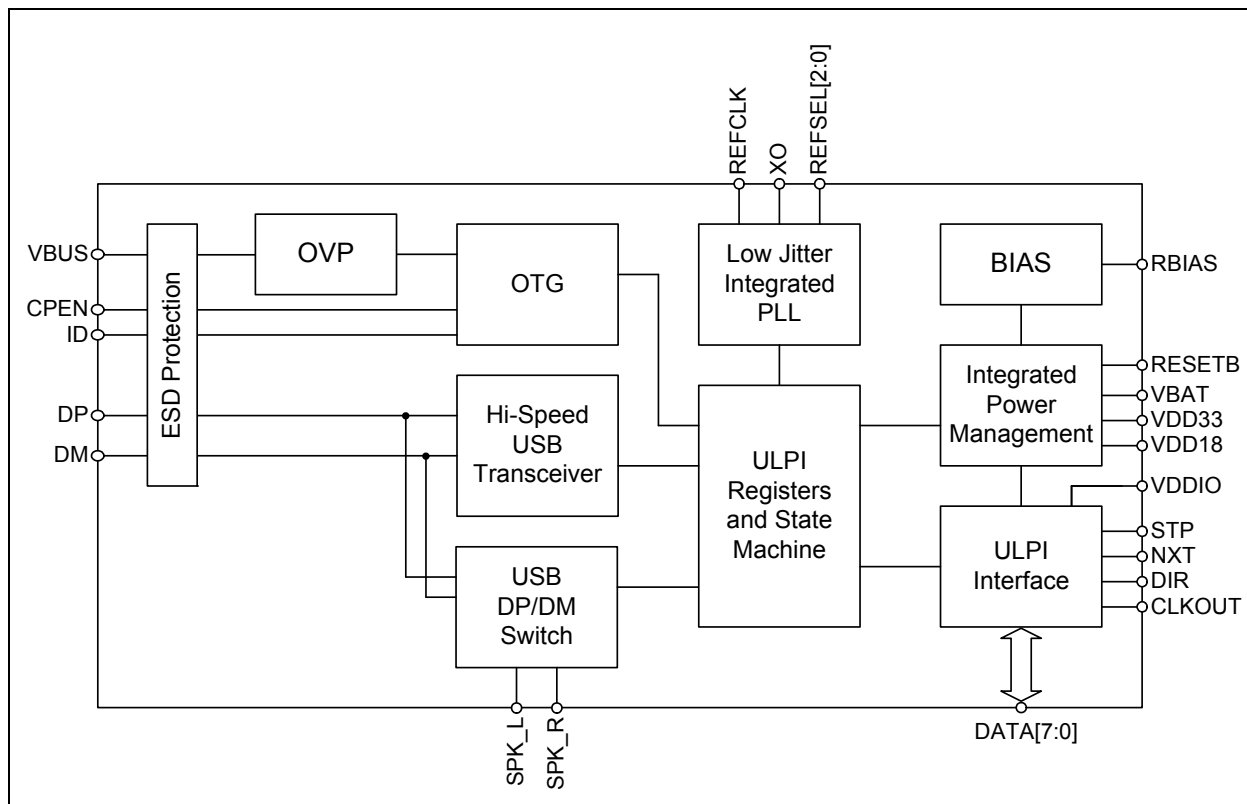 REFCLK
XO
REFSEL[2:0]
VBUS
CPEN
ID
DP
DM
ESD Protection
OVP
OTG
Low Jitter
Integrated
PLL
BIAS
RBIAS
Hi-Speed
USB
Transceiver
ULPI
Registers
and State
Machine
Integrated
Power
Management
RESETB
VBAT
VDD33
VDD18
VDDIO
USB
DP/DM
Switch
ULPI
Interface
STP
NXT
DIR
CLKOUT
SPK_L
SPK_R
DATA[7:0]